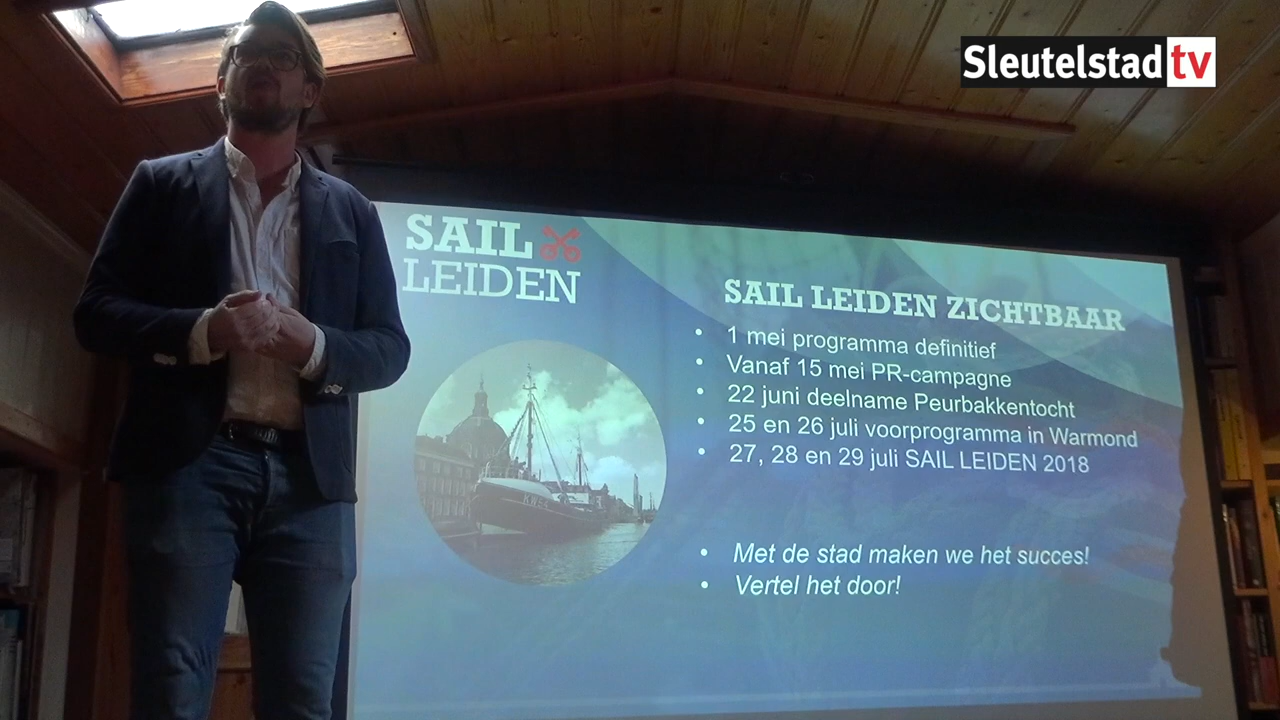 Sleutelstad tv
SAIL
LEIDEN
SAIL LEIDEN ZICHTBAAR
• 1 mei programma definitief
• Vanaf 15 mei PR-campagne
• 22 juni deelname Peurbakkentocht
• 25 en 26 juli voorprogramma in Warmond
• 27, 28 en 29 juli SAIL LEIDEN 2018
• Met de stad maken we het succes!
• Vertel het door!